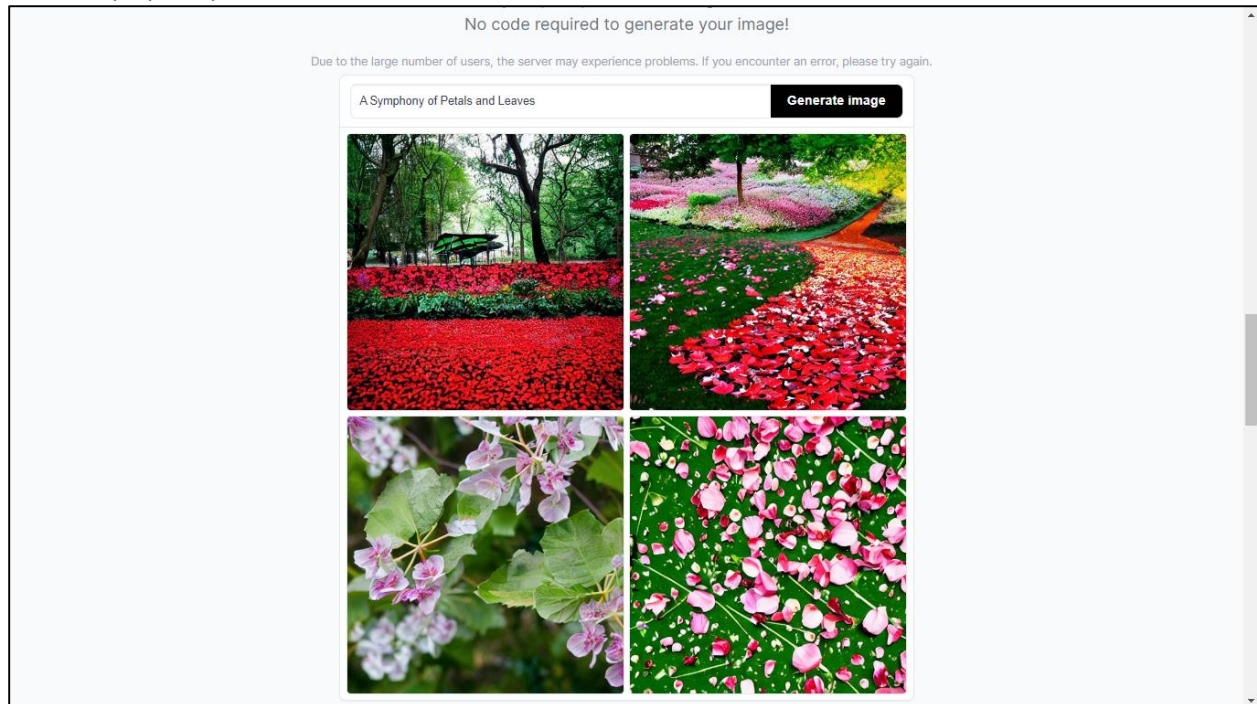 No code required to generate your image!
Due to the large number of users, the server may experience problems. If you encounter an error, please try again.
A Symphony of Petals and Leaves
Generate image